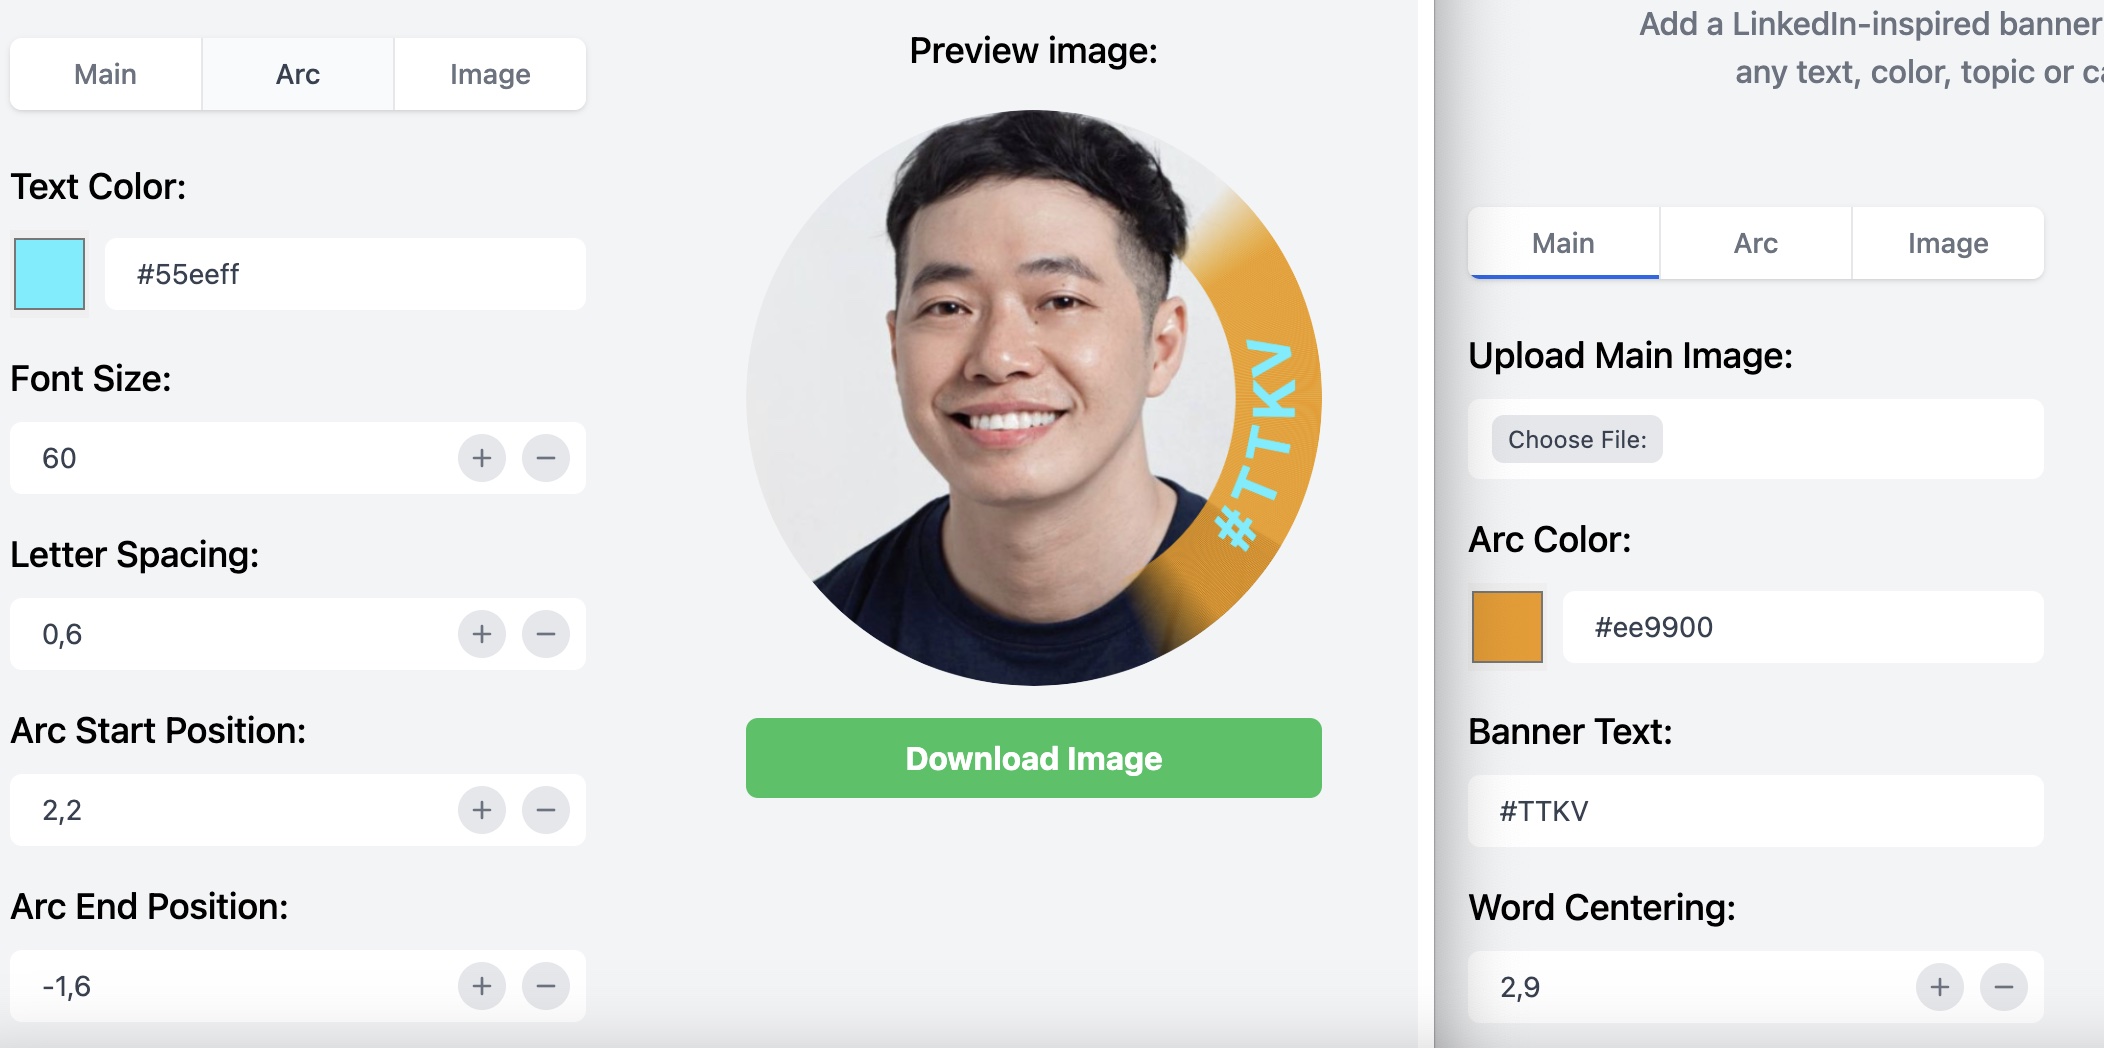 Main
Arc
Image
Text Color:
#55eeff
Font Size:
60
Letter Spacing:
0,6
Arc Start Position:
2,2
Arc End Position:
-1,6
Preview image:
#TTKV
Download Image
Add a LinkedIn-inspired banner
any text, color, topic or
Main
Arc
Image
Upload Main Image:
Choose File:
Arc Color:
#ee9900
Banner Text:
#TTKV
Word Centering:
2,9